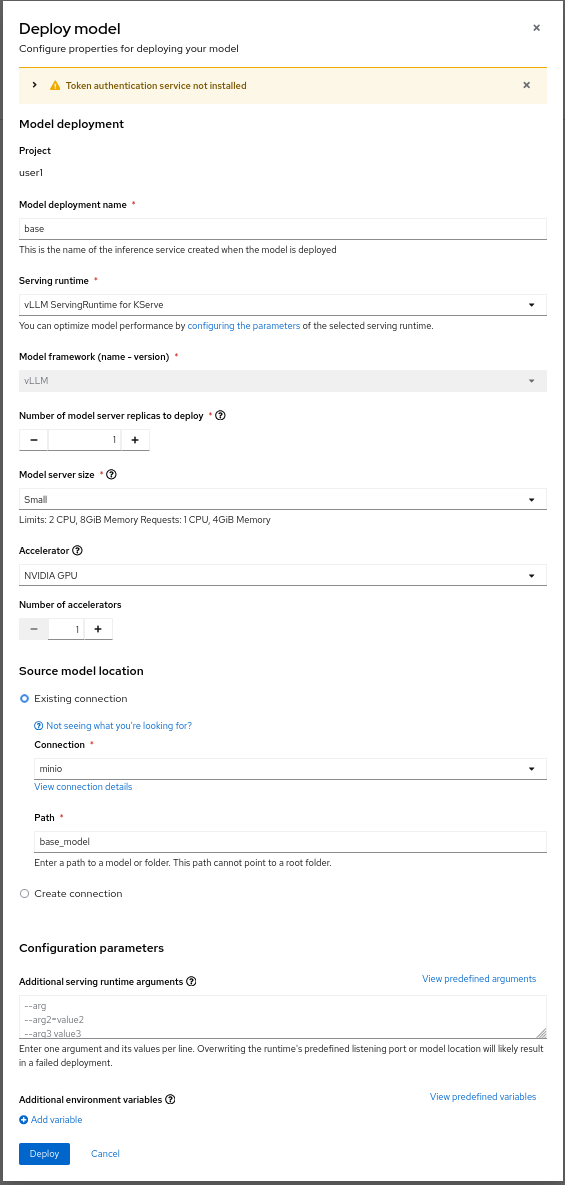 Deploy model
Configure properties for deploying your model
Token authentication service not installed
Model deployment
Project
user1
Model deployment name *
base
This is the name of the inference service created when the model is deployed
Serving runtime *
vLLM ServingRuntime for KServe
You can optimize model performance by configuring the parameters of the selected serving runtime.
Model framework (name - version) *
vLLM
Number of model server replicas to deploy *
1
Model server size *
Small
Limits: 2 CPU, 8GiB Memory Requests: 1 CPU, 4GiB Memory
Accelerator
NVIDIA GPU
Number of accelerators
1
Source model location
Existing connection
Not seeing what you're looking for?
Connection *
minio
View connection details
Path *
base_model
Enter a path to a model or folder. This path cannot point to a root folder.
Create connection
Configuration parameters
Additional serving runtime arguments View predefined arguments
--arg
--arg2=value2
--arg3 value3
Enter one argument and its values per line. Overwriting the runtime's predefined listening port or model location will likely result
in a failed deployment.
Additional environment variables View predefined variables
Add variable
Deploy Cancel